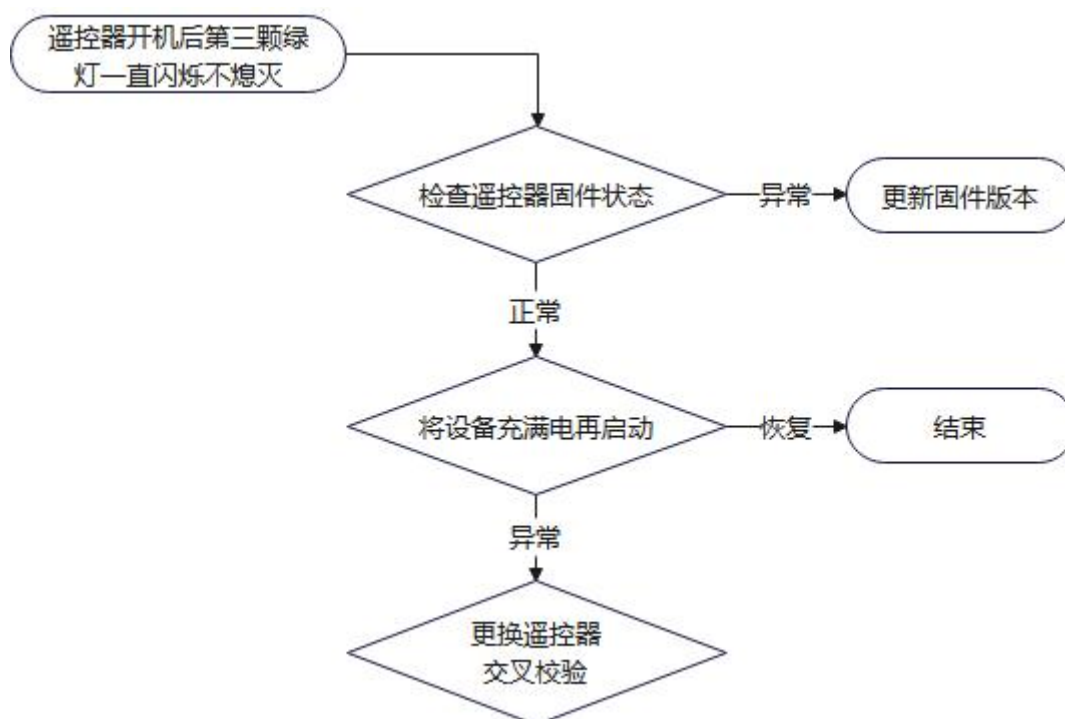 遥控器开机后第三颗绿
灯一直闪烁不熄灭
检查遥控器固件状态
异常
更新固件版本
正常
将设备充满电再启动
恢复
结束
异常
更换遥控器
交叉校验